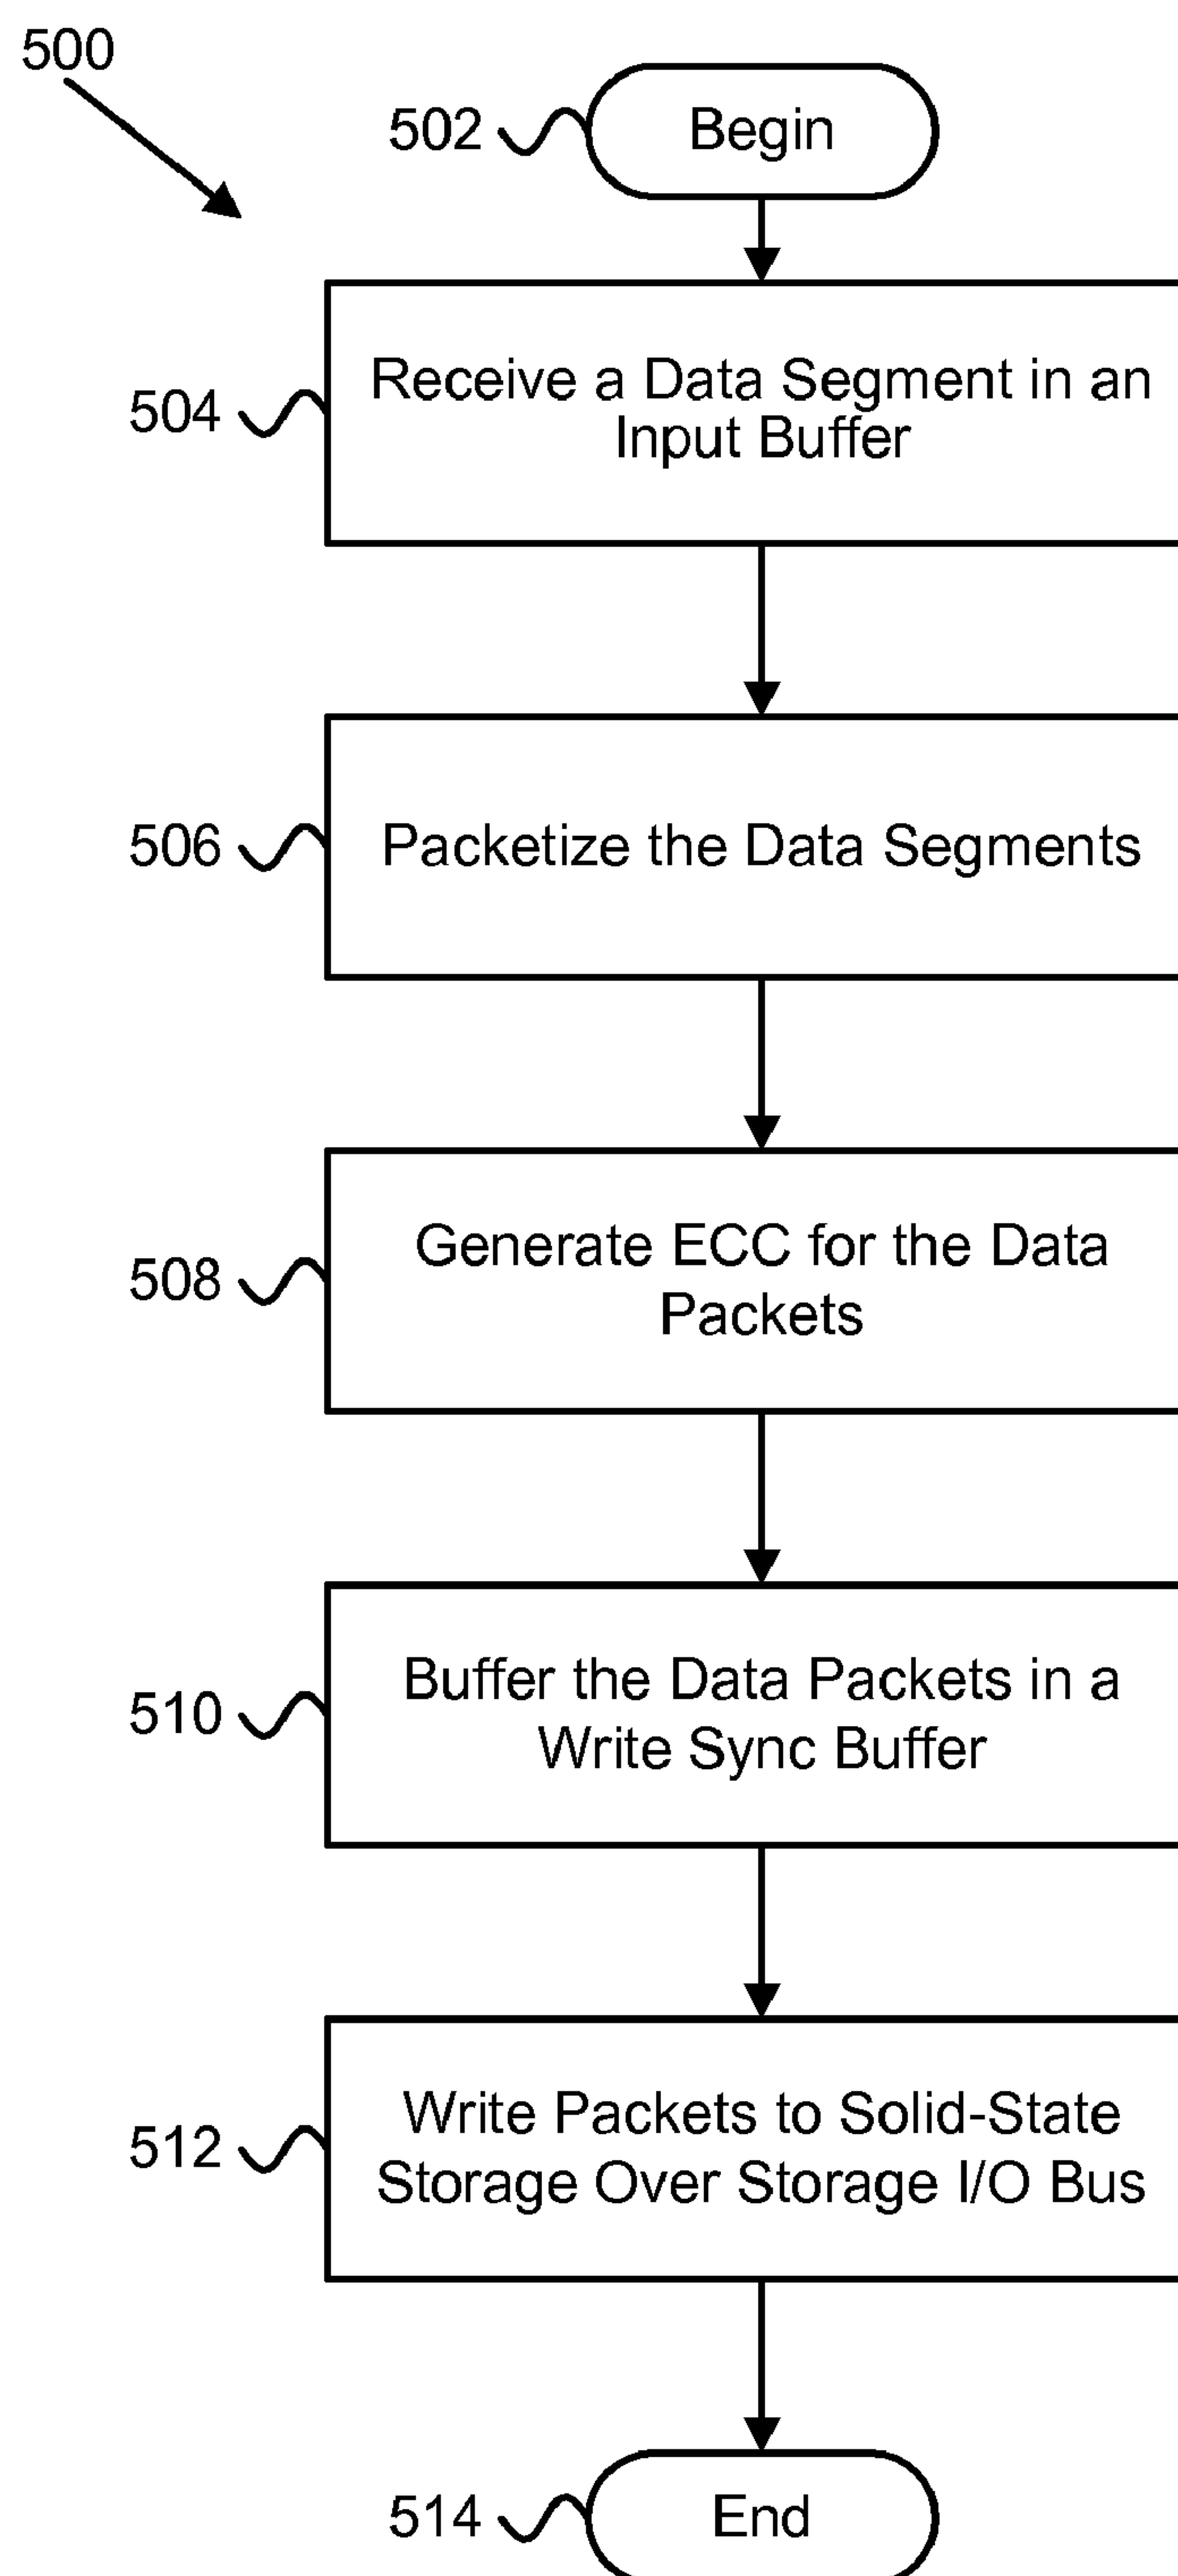 500
502
Begin
504
Receive a Data Segment in an
Input Buffer
506
Packetize the Data Segments
508
Generate ECC for the Data
Packets
510
Buffer the Data Packets in a
Write Sync Buffer
512
Write Packets to Solid-State
Storage Over Storage I/O Bus
514
End